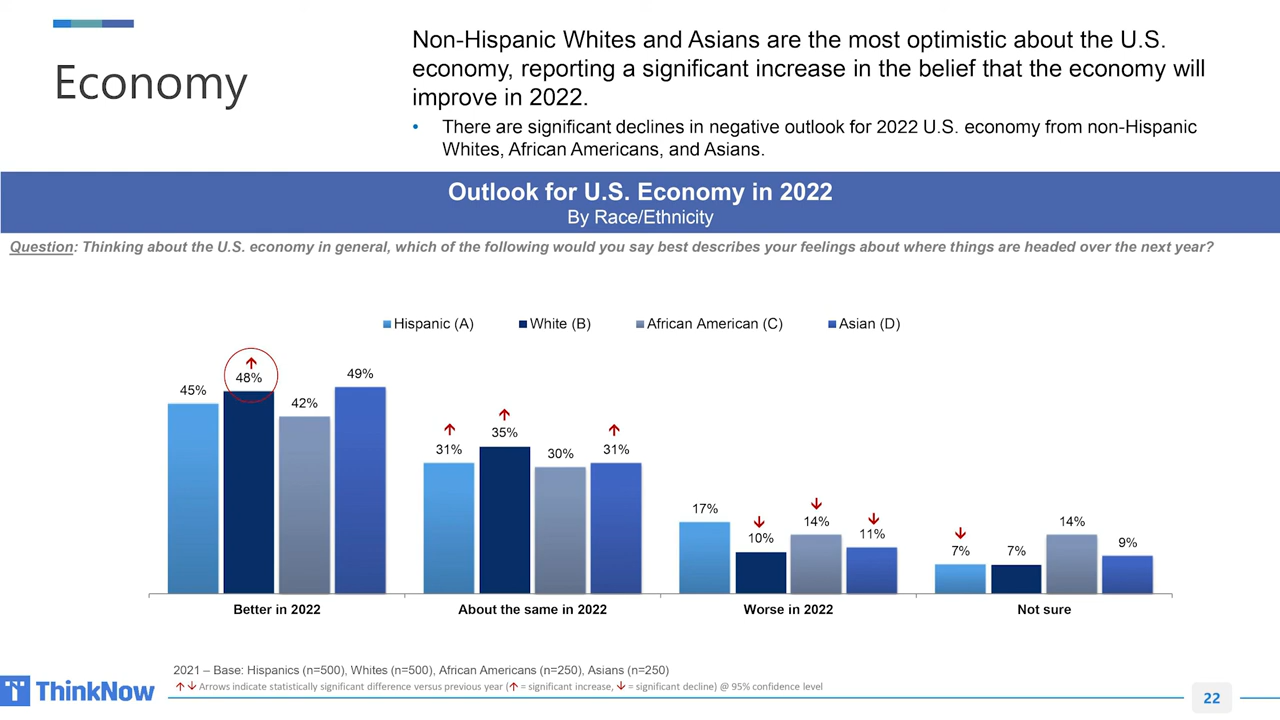 Economy
Non-Hispanic Whites and Asians are the most optimistic about the U.S.
economy, reporting a significant increase in the belief that the economy will
improve in 2022.
• There are significant declines in negative outlook for 2022 U.S. economy from non-Hispanic
Whites, African Americans, and Asians.
Outlook for U.S. Economy in 2022
By Race/Ethnicity
Question: Thinking about the U.S. economy in general, which of the following would you say best describes your feelings about where things are headed over the next year?
Hispanic (A) White (B) African American (C) Asian (D)
45% 48% 42% 49%
31% 35% 30% 31%
17% 10% 14% 11%
7% 7% 14% 9%
Better in 2022 About the same in 2022 Worse in 2022 Not sure
2021 – Base: Hispanics (n=500), Whites (n=500), African Americans (n=250), Asians (n=250)
↑ ↓ Arrows indicate statistically significant difference versus previous year (↑ = significant increase, ↓ = significant decline) @ 95% confidence level
ThinkNow
22